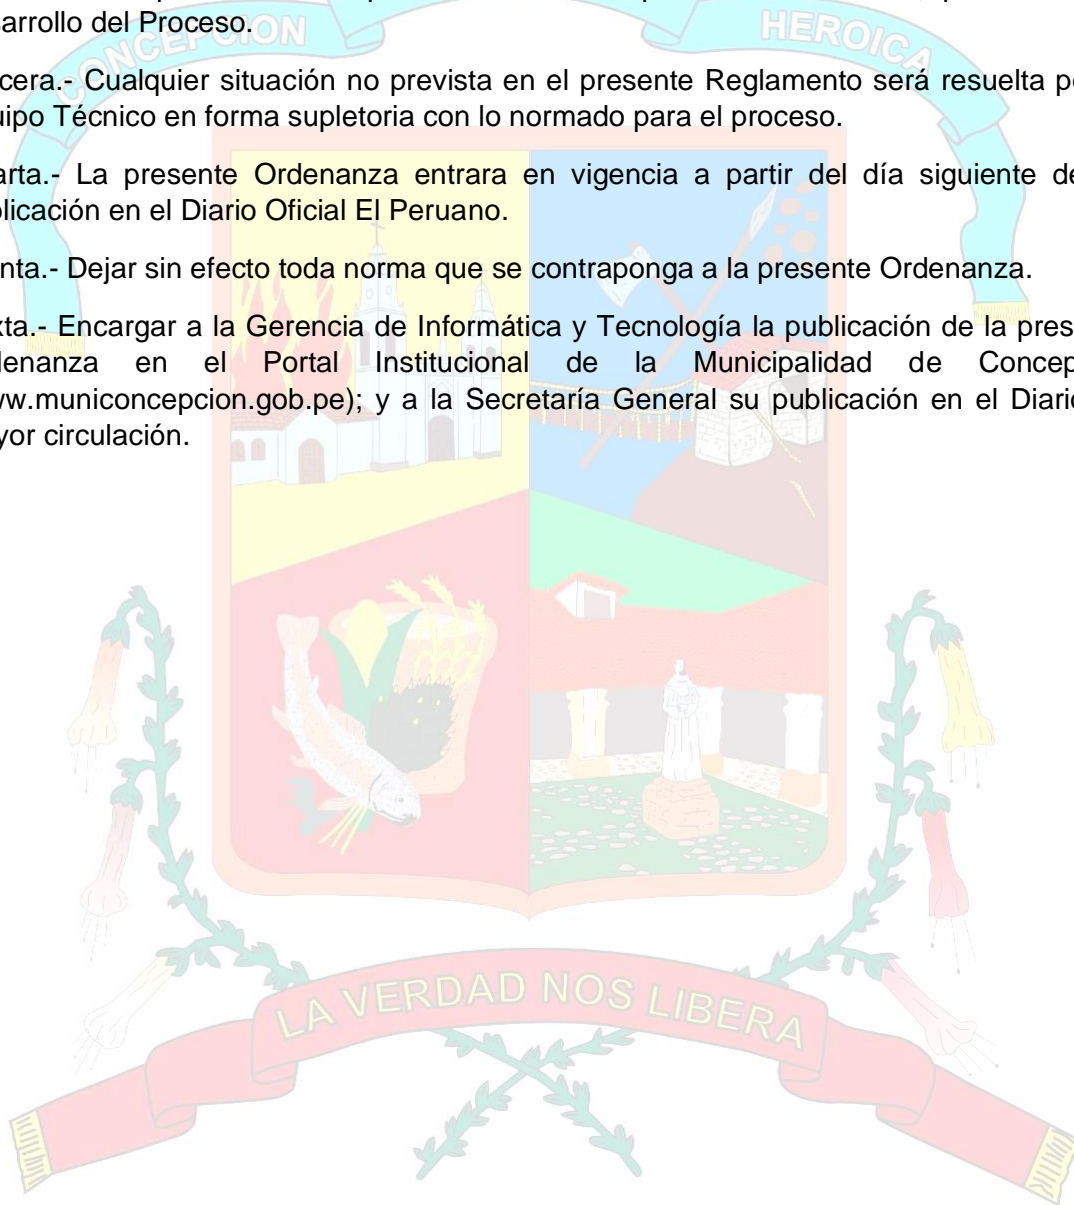 CONCEPCIÓN HEROICA
arrollo del Proceso.
cera.- Cualquier situación no prevista en el presente Reglamento será resuelta po
uipo Técnico en forma supletoria con lo normado para el proceso.
arta.- La presente Ordenanza entrara en vigencia a partir del día siguiente de
licación en el Diario Oficial El Peruano.
nta.- Dejar sin efecto toda norma que se contraponga a la presente Ordenanza.
xta.- Encargar a la Gerencia de Informática y Tecnología la publicación de la pres
enanza en el Portal Institucional de la Municipalidad de Concep
w.municoncepcion.gob.pe); y a la Secretaría General su publicación en el Diario
yor circulación.
LA VERDAD NOS LIBERA